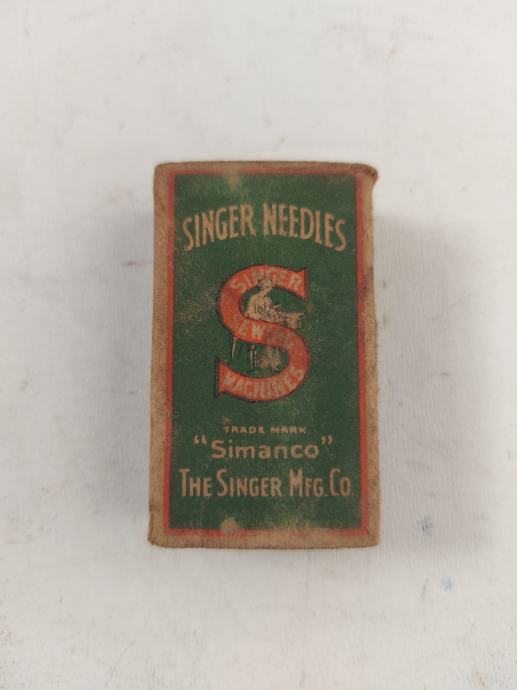 SINGER NEEDLES
SINGER
SEWING
MACHINES
TRADE MARK
"Simanco"
THE SINGER MFG. CO.